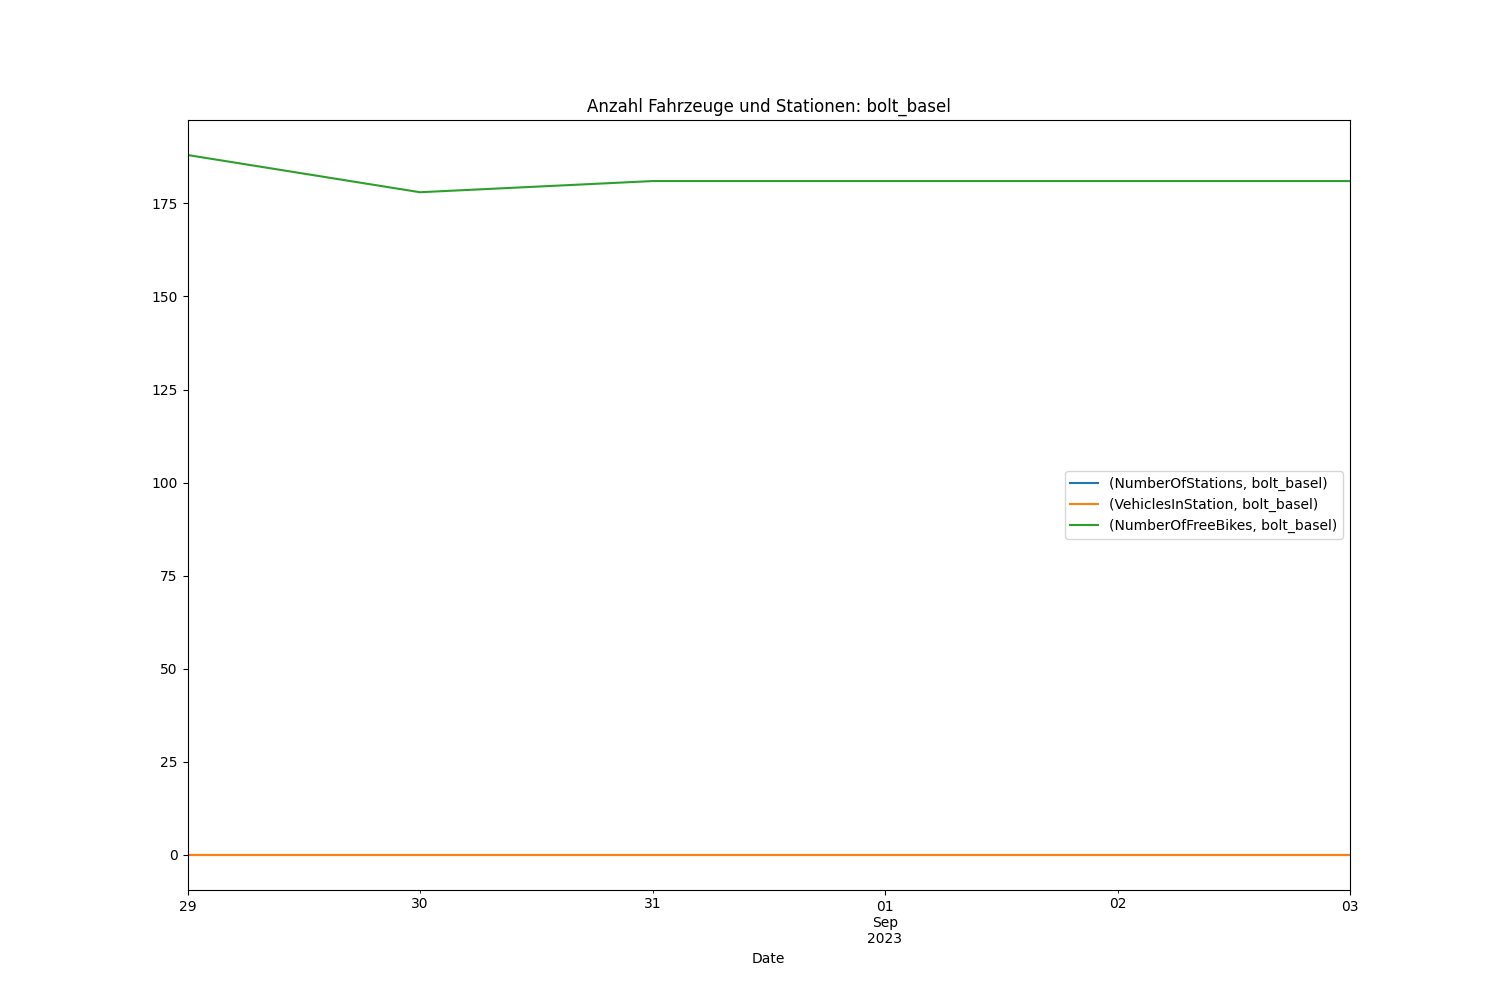 Anzahl Fahrzeuge und Stationen: bolt_basel
175
150
125
100
75
50
25
0
(NumberOfStations, bolt_basel)
(VehiclesInStation, bolt_basel)
(NumberOfFreeBikes, bolt_basel)
29 30 31 01 02 03
Sep
2023
Date